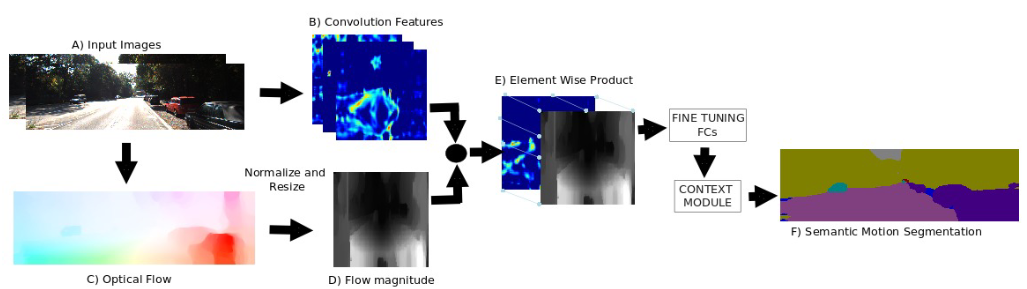 A) Input Images
B) Convolution Features
C) Optical Flow
Normalize and
Resize
D) Flow magnitude
E) Element Wise Product
FINE TUNING
FCs
CONTEXT
MODULE
F) Semantic Motion Segmentation